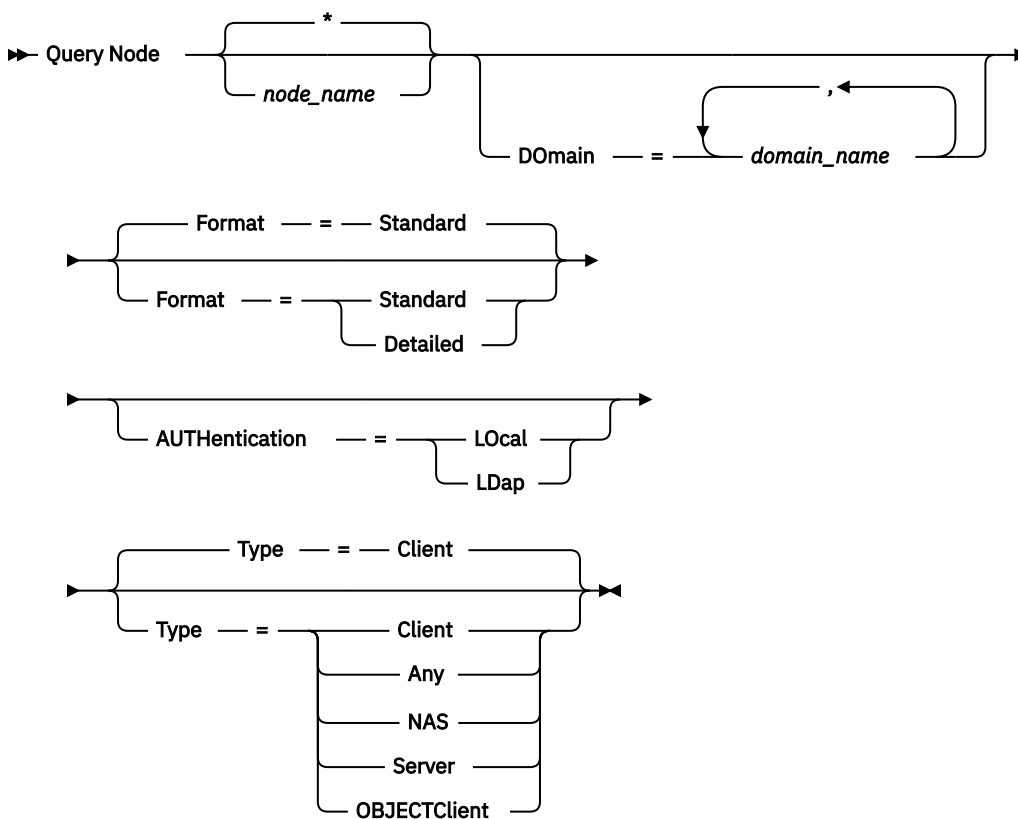 *
Query Node
node_name
,
DOmain = domain_name
Format = Standard
Format = Standard
Detailed
AUTHentication = LOcal
LDap
Type = Client
Type = Client
Any
NAS
Server
OBJECTClient